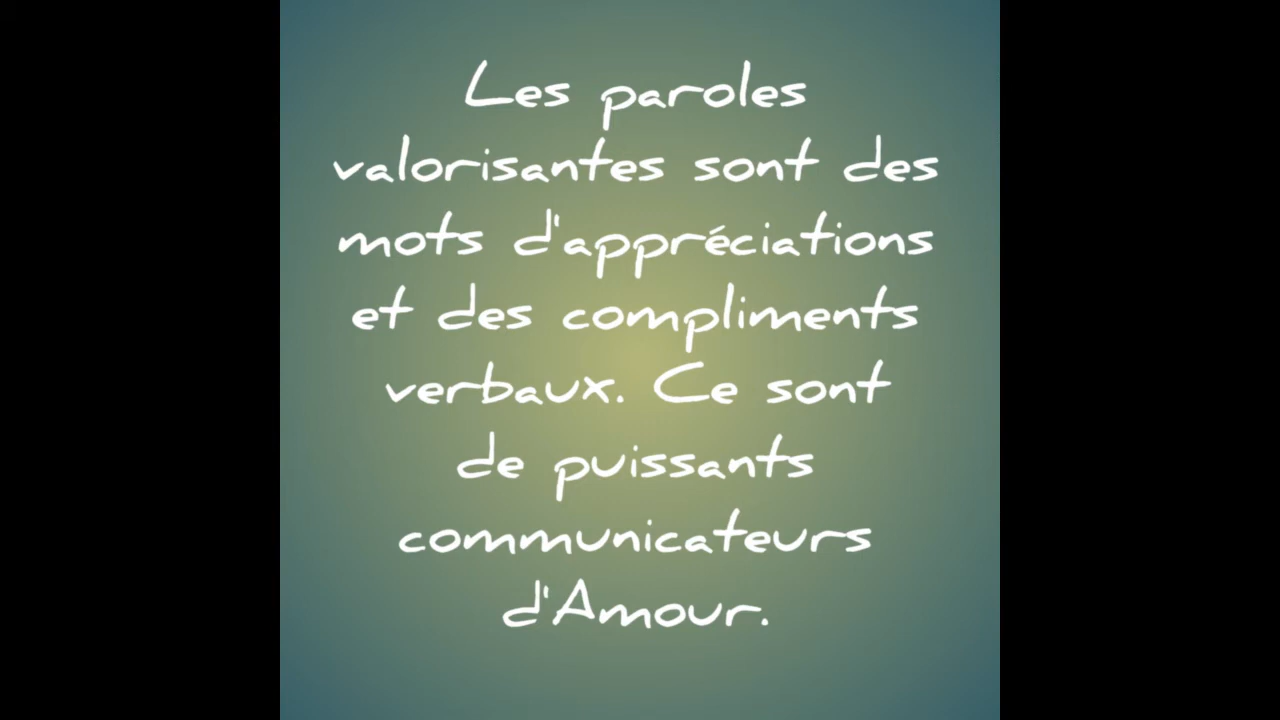 Les paroles
valorisantes sont des
mots d'appréciations
et des compliments
verbaux. Ce sont
de puissants
communicateurs
d'Amour.